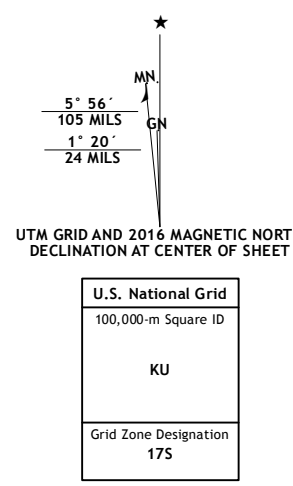 MN.
5° 56´
105 MILS
GN
1° 20´
24 MILS
UTM GRID AND 2016 MAGNETIC NORT
DECLINATION AT CENTER OF SHEET
U.S. National Grid
100,000-m Square ID
KU
Grid Zone Designation
17S